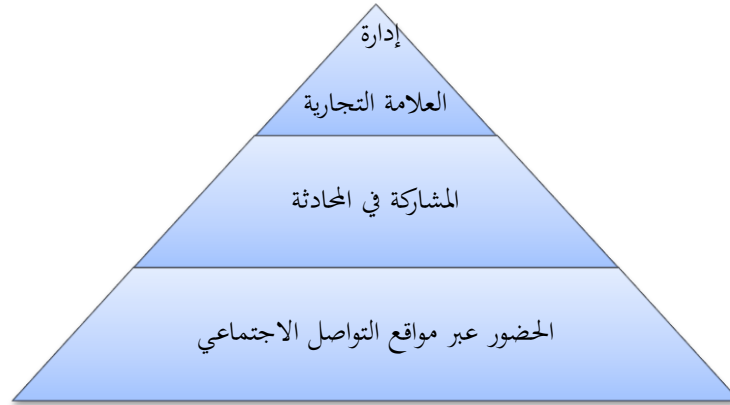 إدارة
العلامة التجارية
المشاركة في المحادثة
الحضور عبر مواقع التواصل الاجتماعي